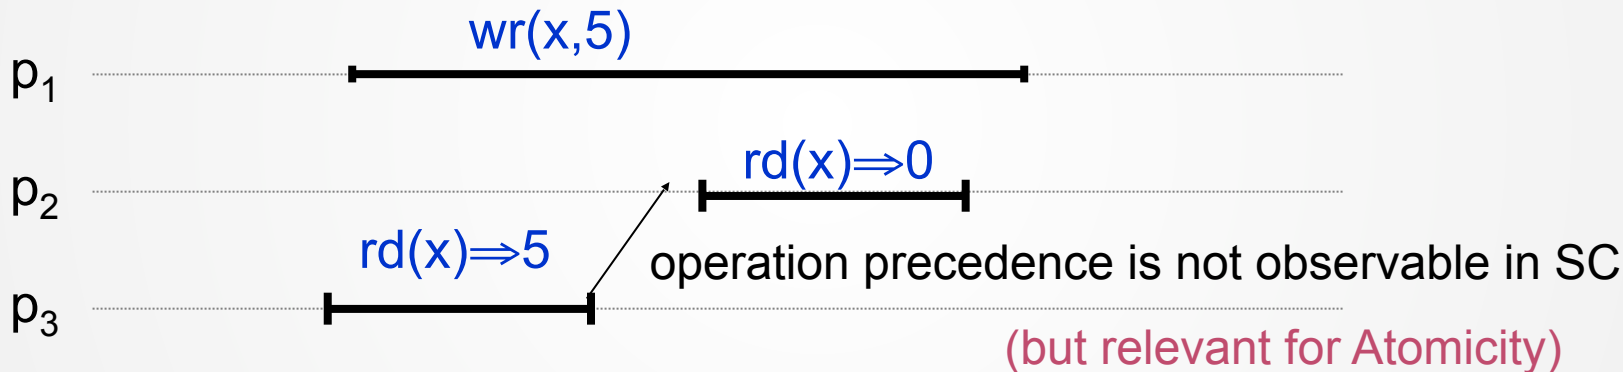 wr(x,5)
p₁
rd(x)⇒0
p₂
rd(x)⇒5
operation precedence is not observable in SC
p₃
(but relevant for Atomicity)